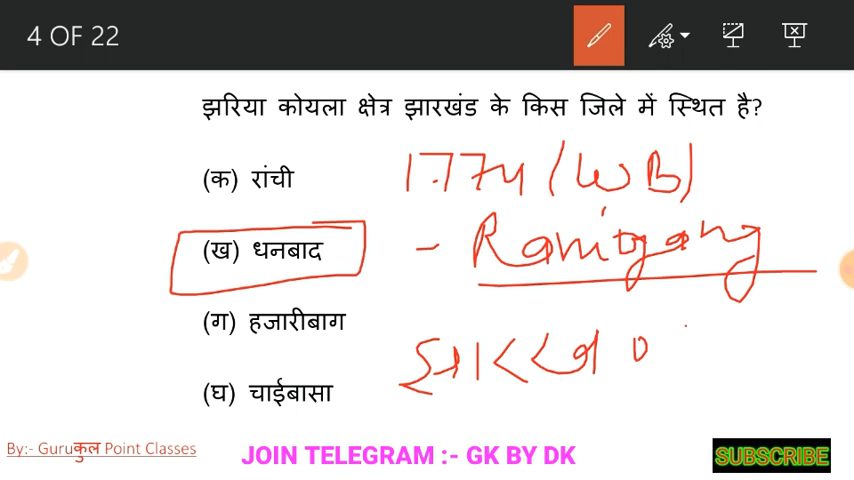 4 OF 22
झरिया कोयला क्षेत्र झारखंड के किस जिले में स्थित है?
(क) रांची
1774 (WB)
(ख) धनबाद
- Raniganj
(ग) हजारीबाग
(घ) चाईबासा
By:- Guruकुल Point Classes
JOIN TELEGRAM :- GK BY DK
SUBSCRIBE